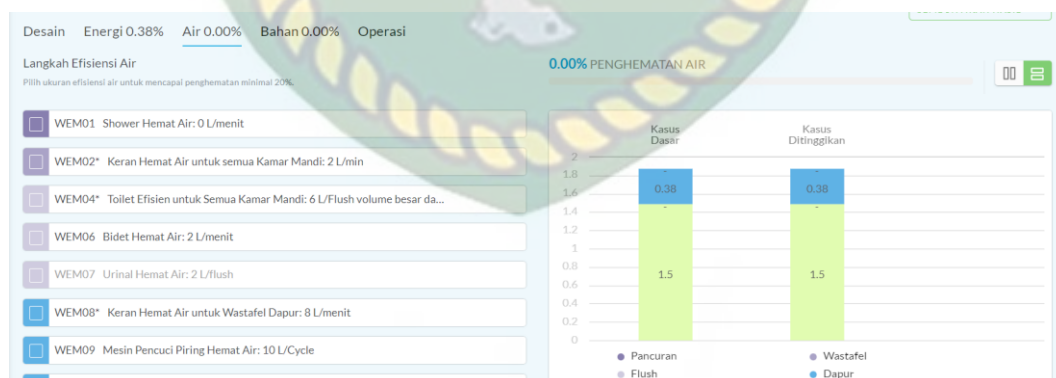 Desain Energi 0.38% Air 0.00% Bahan 0.00% Operasi
Langkah Efisiensi Air
Pilih ukuran efisiensi air untuk mencapai penghematan minimal 20%.
WEM01 Shower Hemat Air: 0 L/menit
WEM02* Keran Hemat Air untuk semua Kamar Mandi: 2 L/min
WEM04* Toilet Efisien untuk Semua Kamar Mandi: 6 L/Flush volume besar da...
WEM06 Bidet Hemat Air: 2 L/menit
WEM07 Urinal Hemat Air: 2 L/flush
WEM08* Keran Hemat Air untuk Wastafel Dapur: 8 L/menit
WEM09 Mesin Pencuci Piring Hemat Air: 10 L/Cycle
0.00% PENGHEMATAN AIR
Kasus Dasar
Kasus Ditinggikan
2
1.8
1.6
1.4
1.2
1
0.8
0.6
0.4
0.2
0
-
0.38
-
1.5
-
0.38
-
1.5
Pancuran
Wastafel
Flush
Dapur